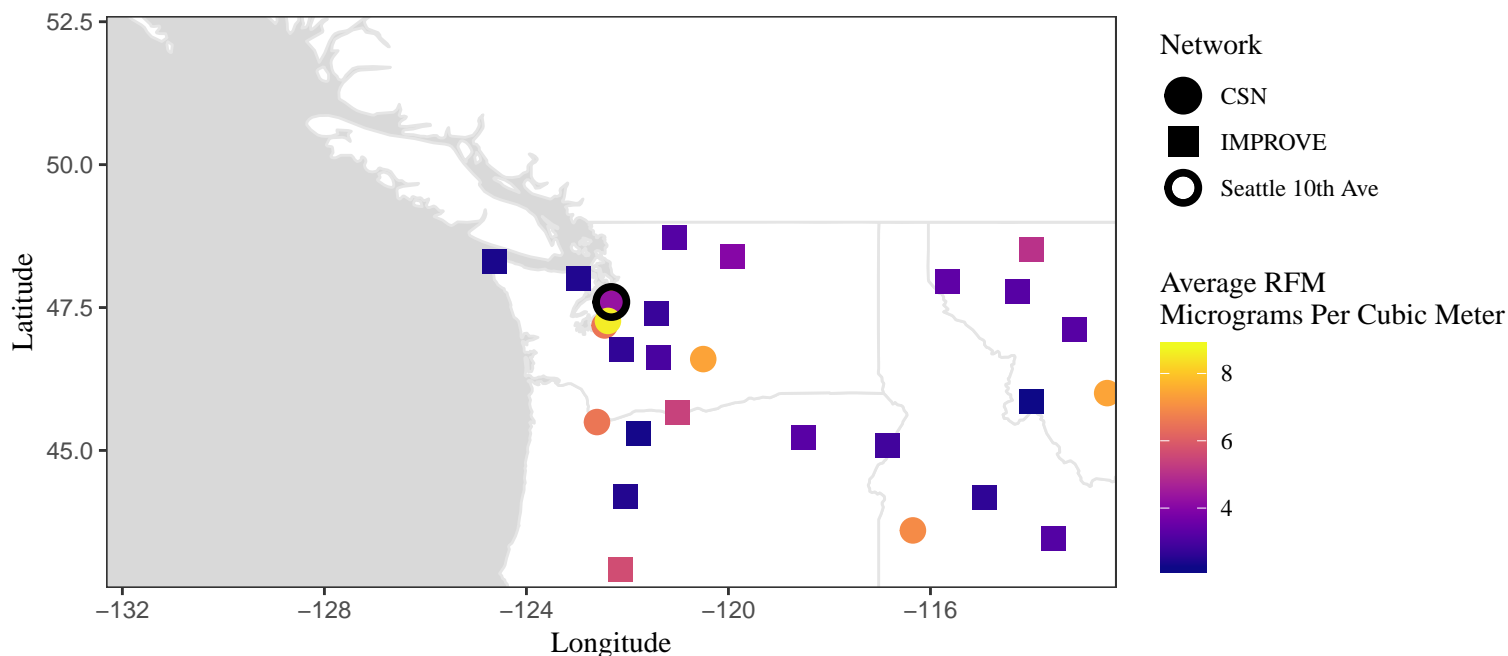 52.5
50.0
47.5
45.0
Latitude
−132
−128
−124
−120
−116
Longitude
Network
CSN
IMPROVE
Seattle 10th Ave
Average RFM
Micrograms Per Cubic Meter
8
6
4